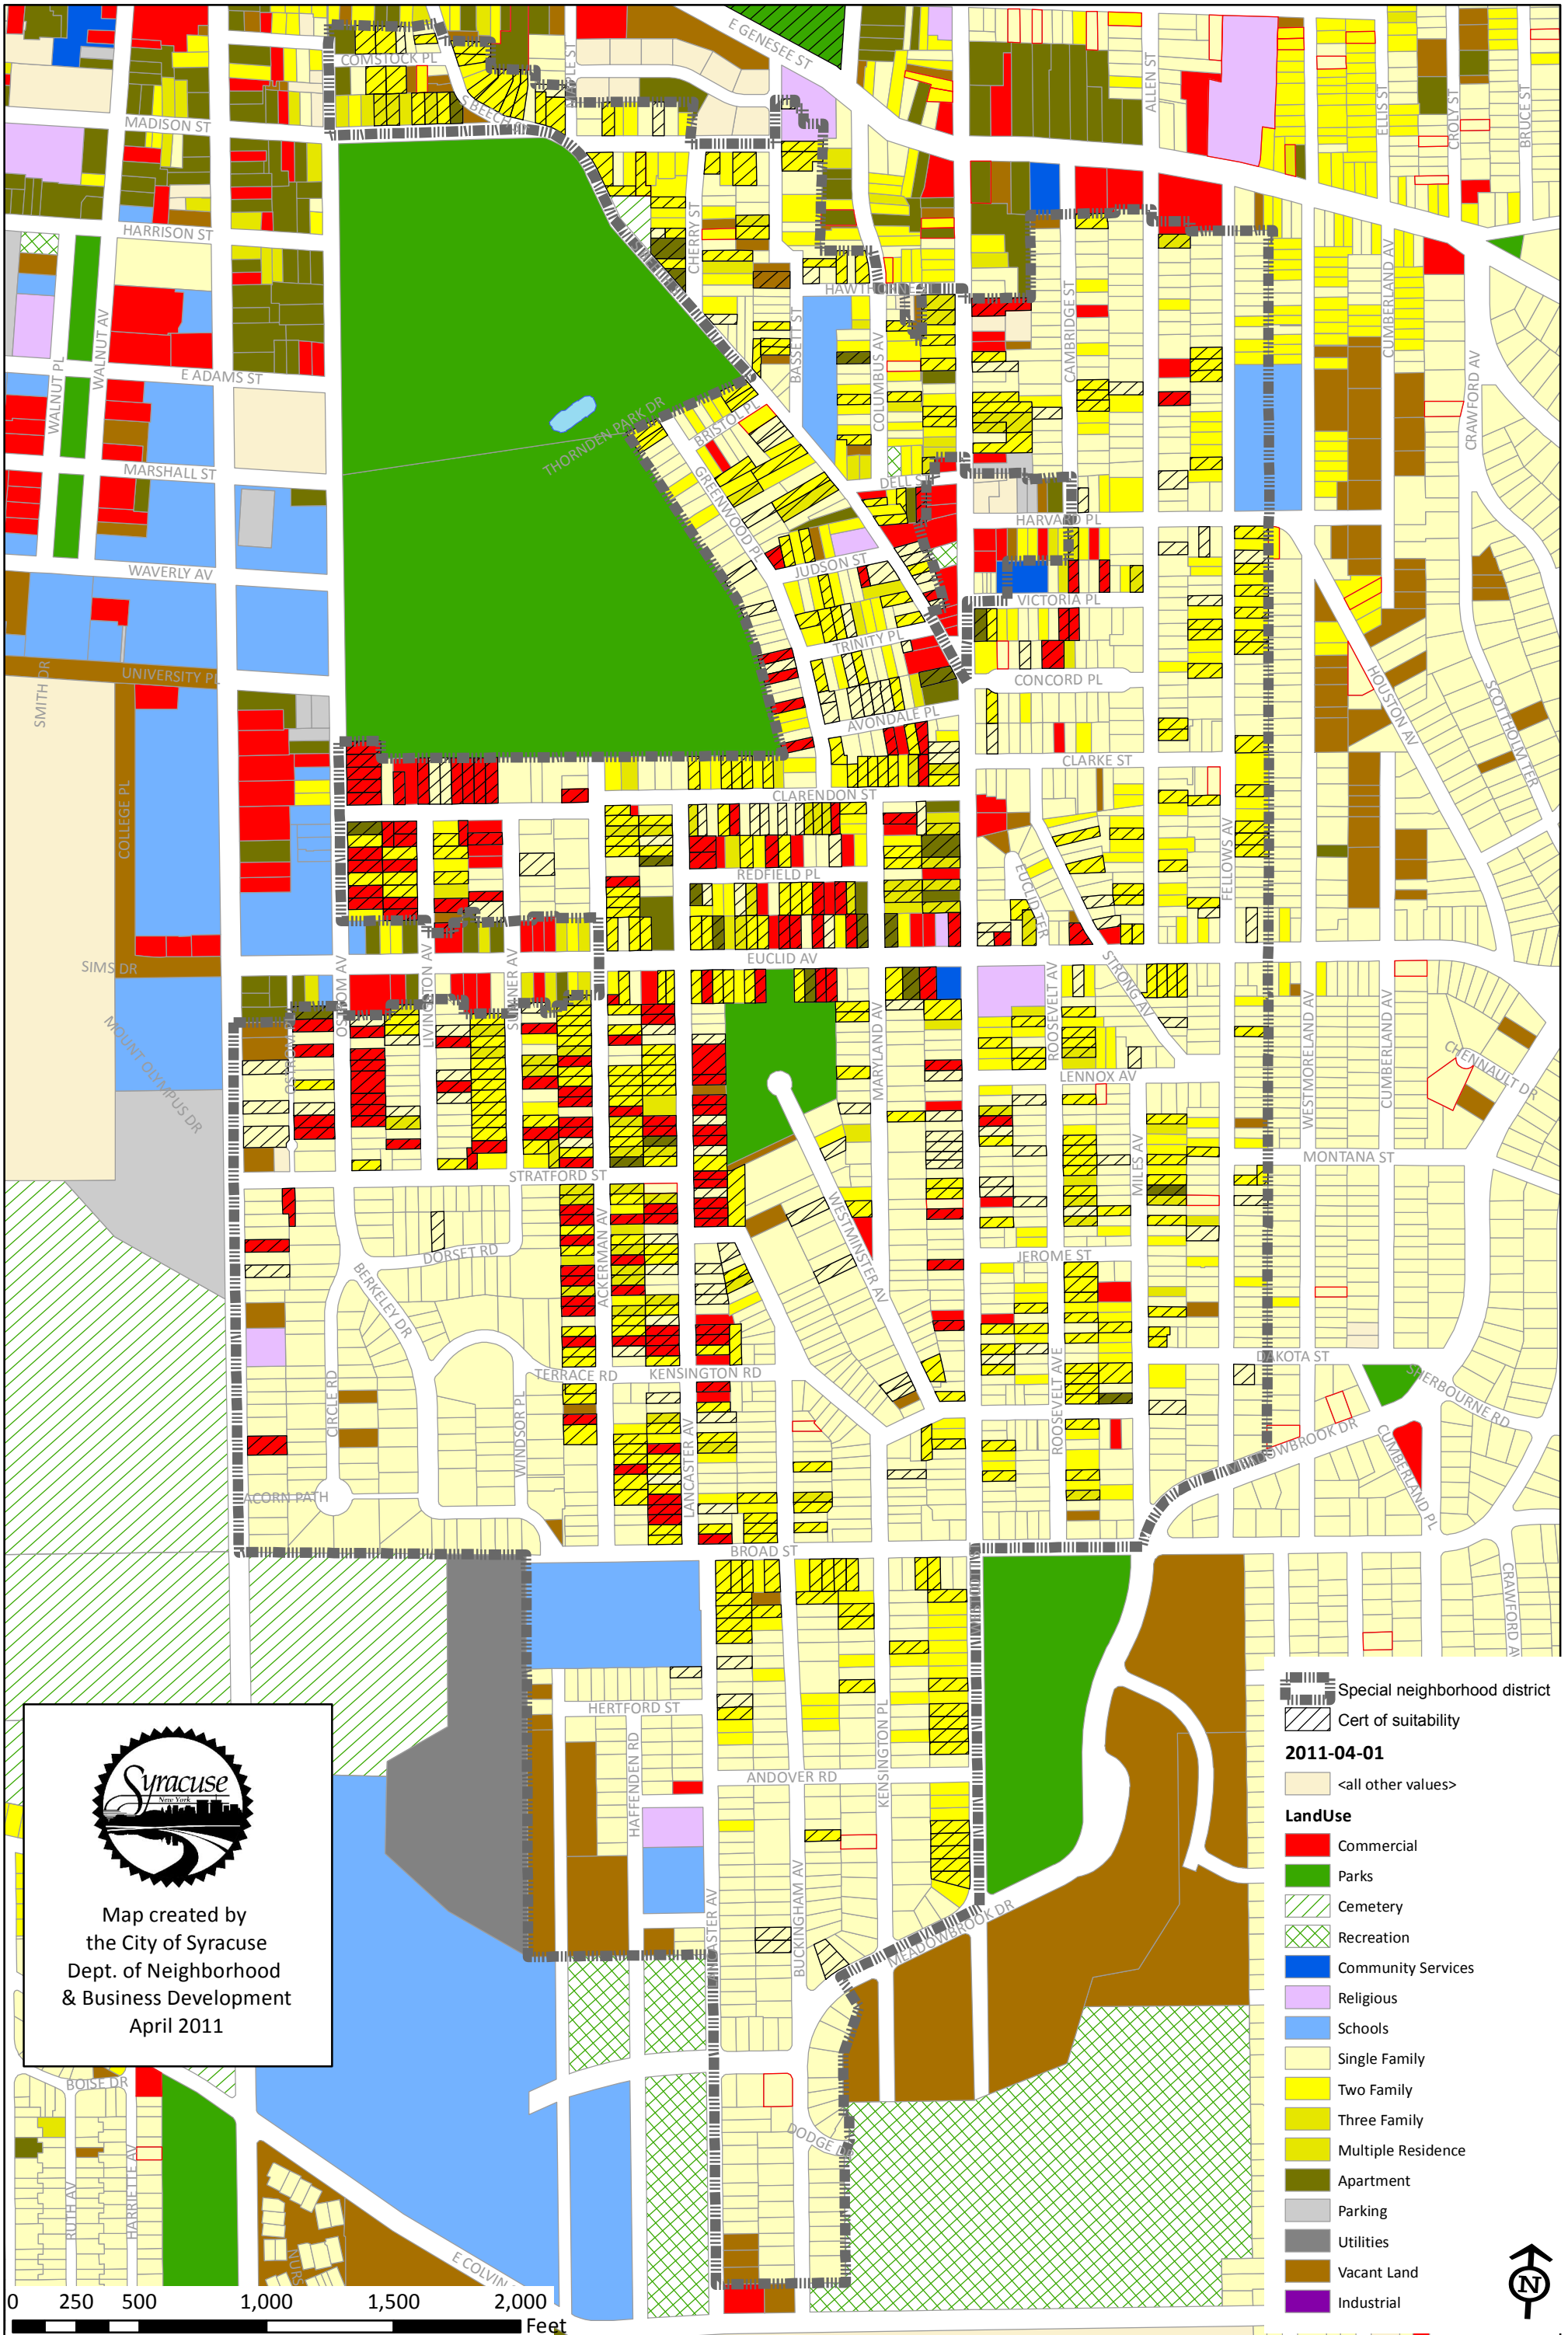 E GENESEE ST
COMSTOCK PL
MADISON ST
S BEECH
ALLEN ST
ELLIS ST
CROLY ST
BRUCE ST
HARRISON ST
CHERRY ST
HAWTHORNE
CAMBRIDGE ST
CUMBERLAND AV
WALNUT PL
WALNUT AV
E ADAMS ST
BASSETT ST
COLUMBUS AV
CRAWFORD AV
THORNDEN PARK DR
BRISTOL PL
MARSHALL ST
GREENWOOD PL
DELL ST
HARVARD PL
WAVERLY AV
JUDSON ST
VICTORIA PL
TRINITY PL
SMITH DR
UNIVERSITY PL
CONCORD PL
HOUSTON AV
SCOTTHOLM TER
AVONDALE PL
CLARKE ST
COLLEGE PL
CLARENDON ST
FELLOWS AV
REDFIELD PL
EUCLID TER
SIMS DR
EUCLID AV
OSTROM AV
LIVINGSTON AV
SUMNER AV
STRONG AV
MOUNT OLYMPUS DR
MARYLAND AV
ROOSEVELT AV
WESTMORELAND AV
CUMBERLAND AV
CHENNAULT DR
LENNOX AV
MILES AV
MONTANA ST
STRATFORD ST
WESTMINSTER AV
ACKERMAN AV
DORSET RD
JEROME ST
BERKELEY DR
DAKOTA ST
TERRACE RD
KENSINGTON RD
SHERBOURNE RD
CIRCLE RD
WINDSOR PL
LANCASTER AV
ROOSEVELT AVE
CUMBERLAND PL
ACORN PATH
BROAD ST
CRAWFORD AV
HERTFORD ST
KENSINGTON PL
HAFFENDEN RD
ANDOVER RD
BUCKINGHAM AV
MEADOWBROOK DR
DODGE DR
BOISE DR
RUTH AV
HARRIETTE AV
E COLVIN
Syracuse
New York
Map created by
the City of Syracuse
Dept. of Neighborhood
& Business Development
April 2011
0 250 500 1,000 1,500 2,000
Feet
Special neighborhood district
Cert of suitability
2011-04-01
<all other values>
LandUse
Commercial
Parks
Cemetery
Recreation
Community Services
Religious
Schools
Single Family
Two Family
Three Family
Multiple Residence
Apartment
Parking
Utilities
Vacant Land
Industrial
N